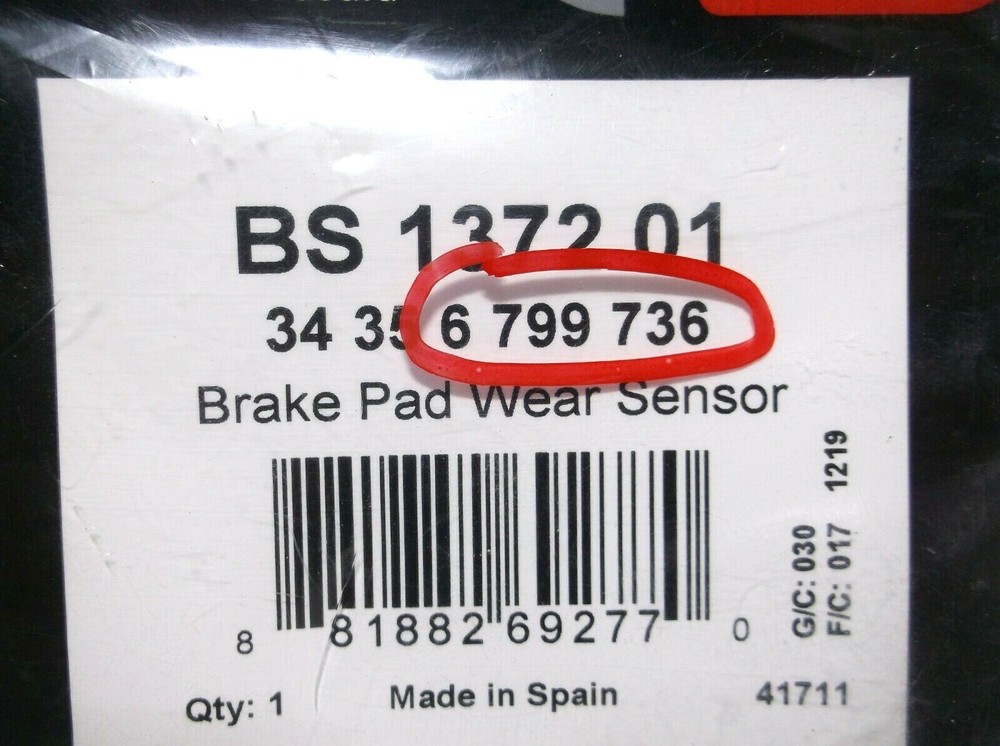 BS 1372 01
34 35 6 799 736
Brake Pad Wear Sensor
8 81882 69277 0
G/C: 030
F/C: 017 1219
Qty: 1 Made in Spain 41711